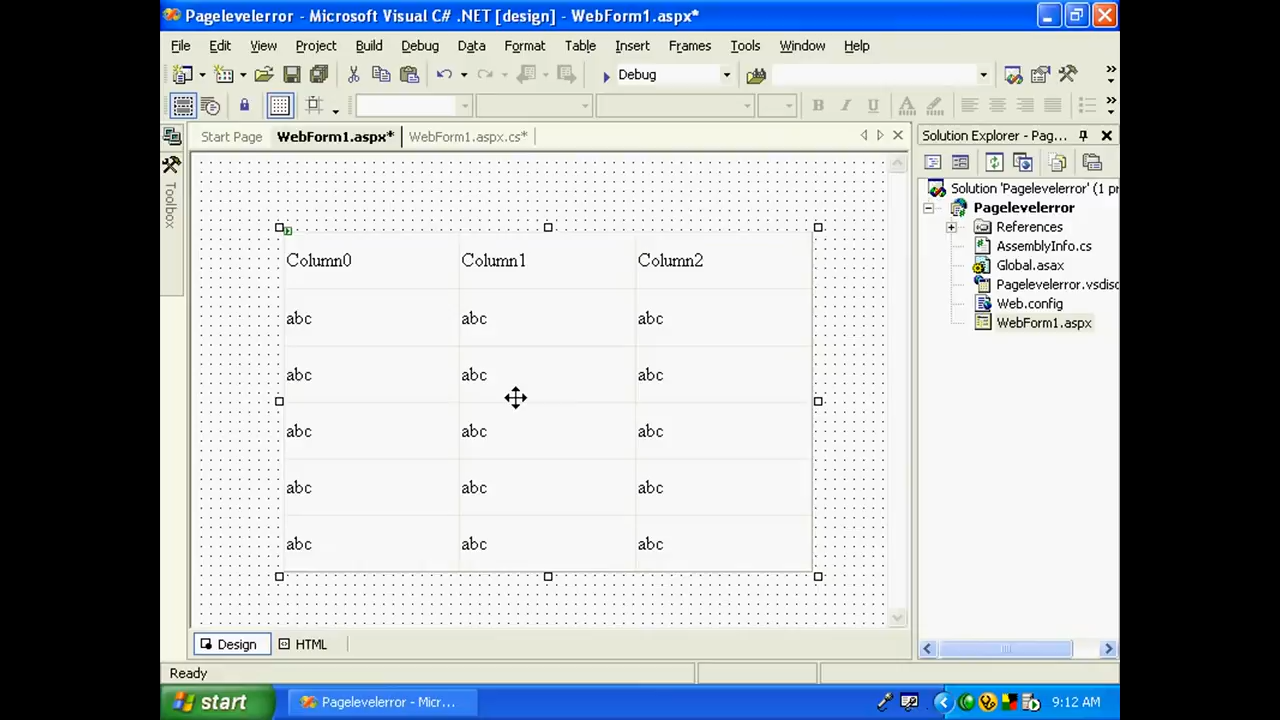 Pagelevelerror - Microsoft Visual C# .NET [design] - WebForm1.aspx*
File Edit View Project Build Debug Data Format Table Insert Frames Tools Window Help
Debug
B I U A
Start Page WebForm1.aspx* WebForm1.aspx.cs*
Solution Explorer - Pag...
Toolbox
Solution 'Pagelevelerror' (1 pr
Pagelevelerror
References
AssemblyInfo.cs
Global.asax
Pagelevelerror.vsdisc
Web.config
WebForm1.aspx
Column0 Column1 Column2
abc abc abc
abc abc abc
abc abc abc
abc abc abc
abc abc abc
Design HTML
Ready
start Pagelevelerror - Micr... 9:12 AM